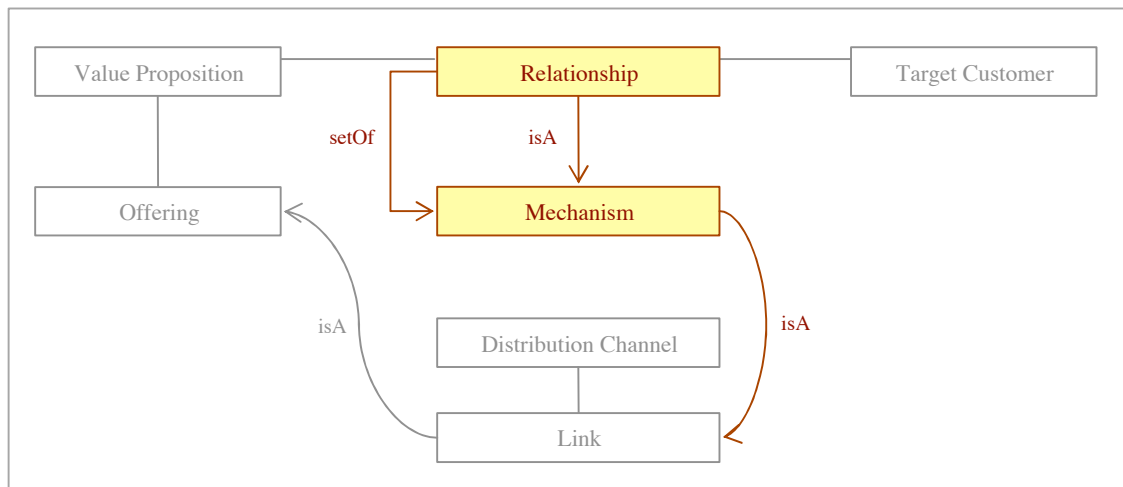 Value Proposition
Relationship
Target Customer
setOf
isA
Offering
Mechanism
isA
isA
Distribution Channel
Link